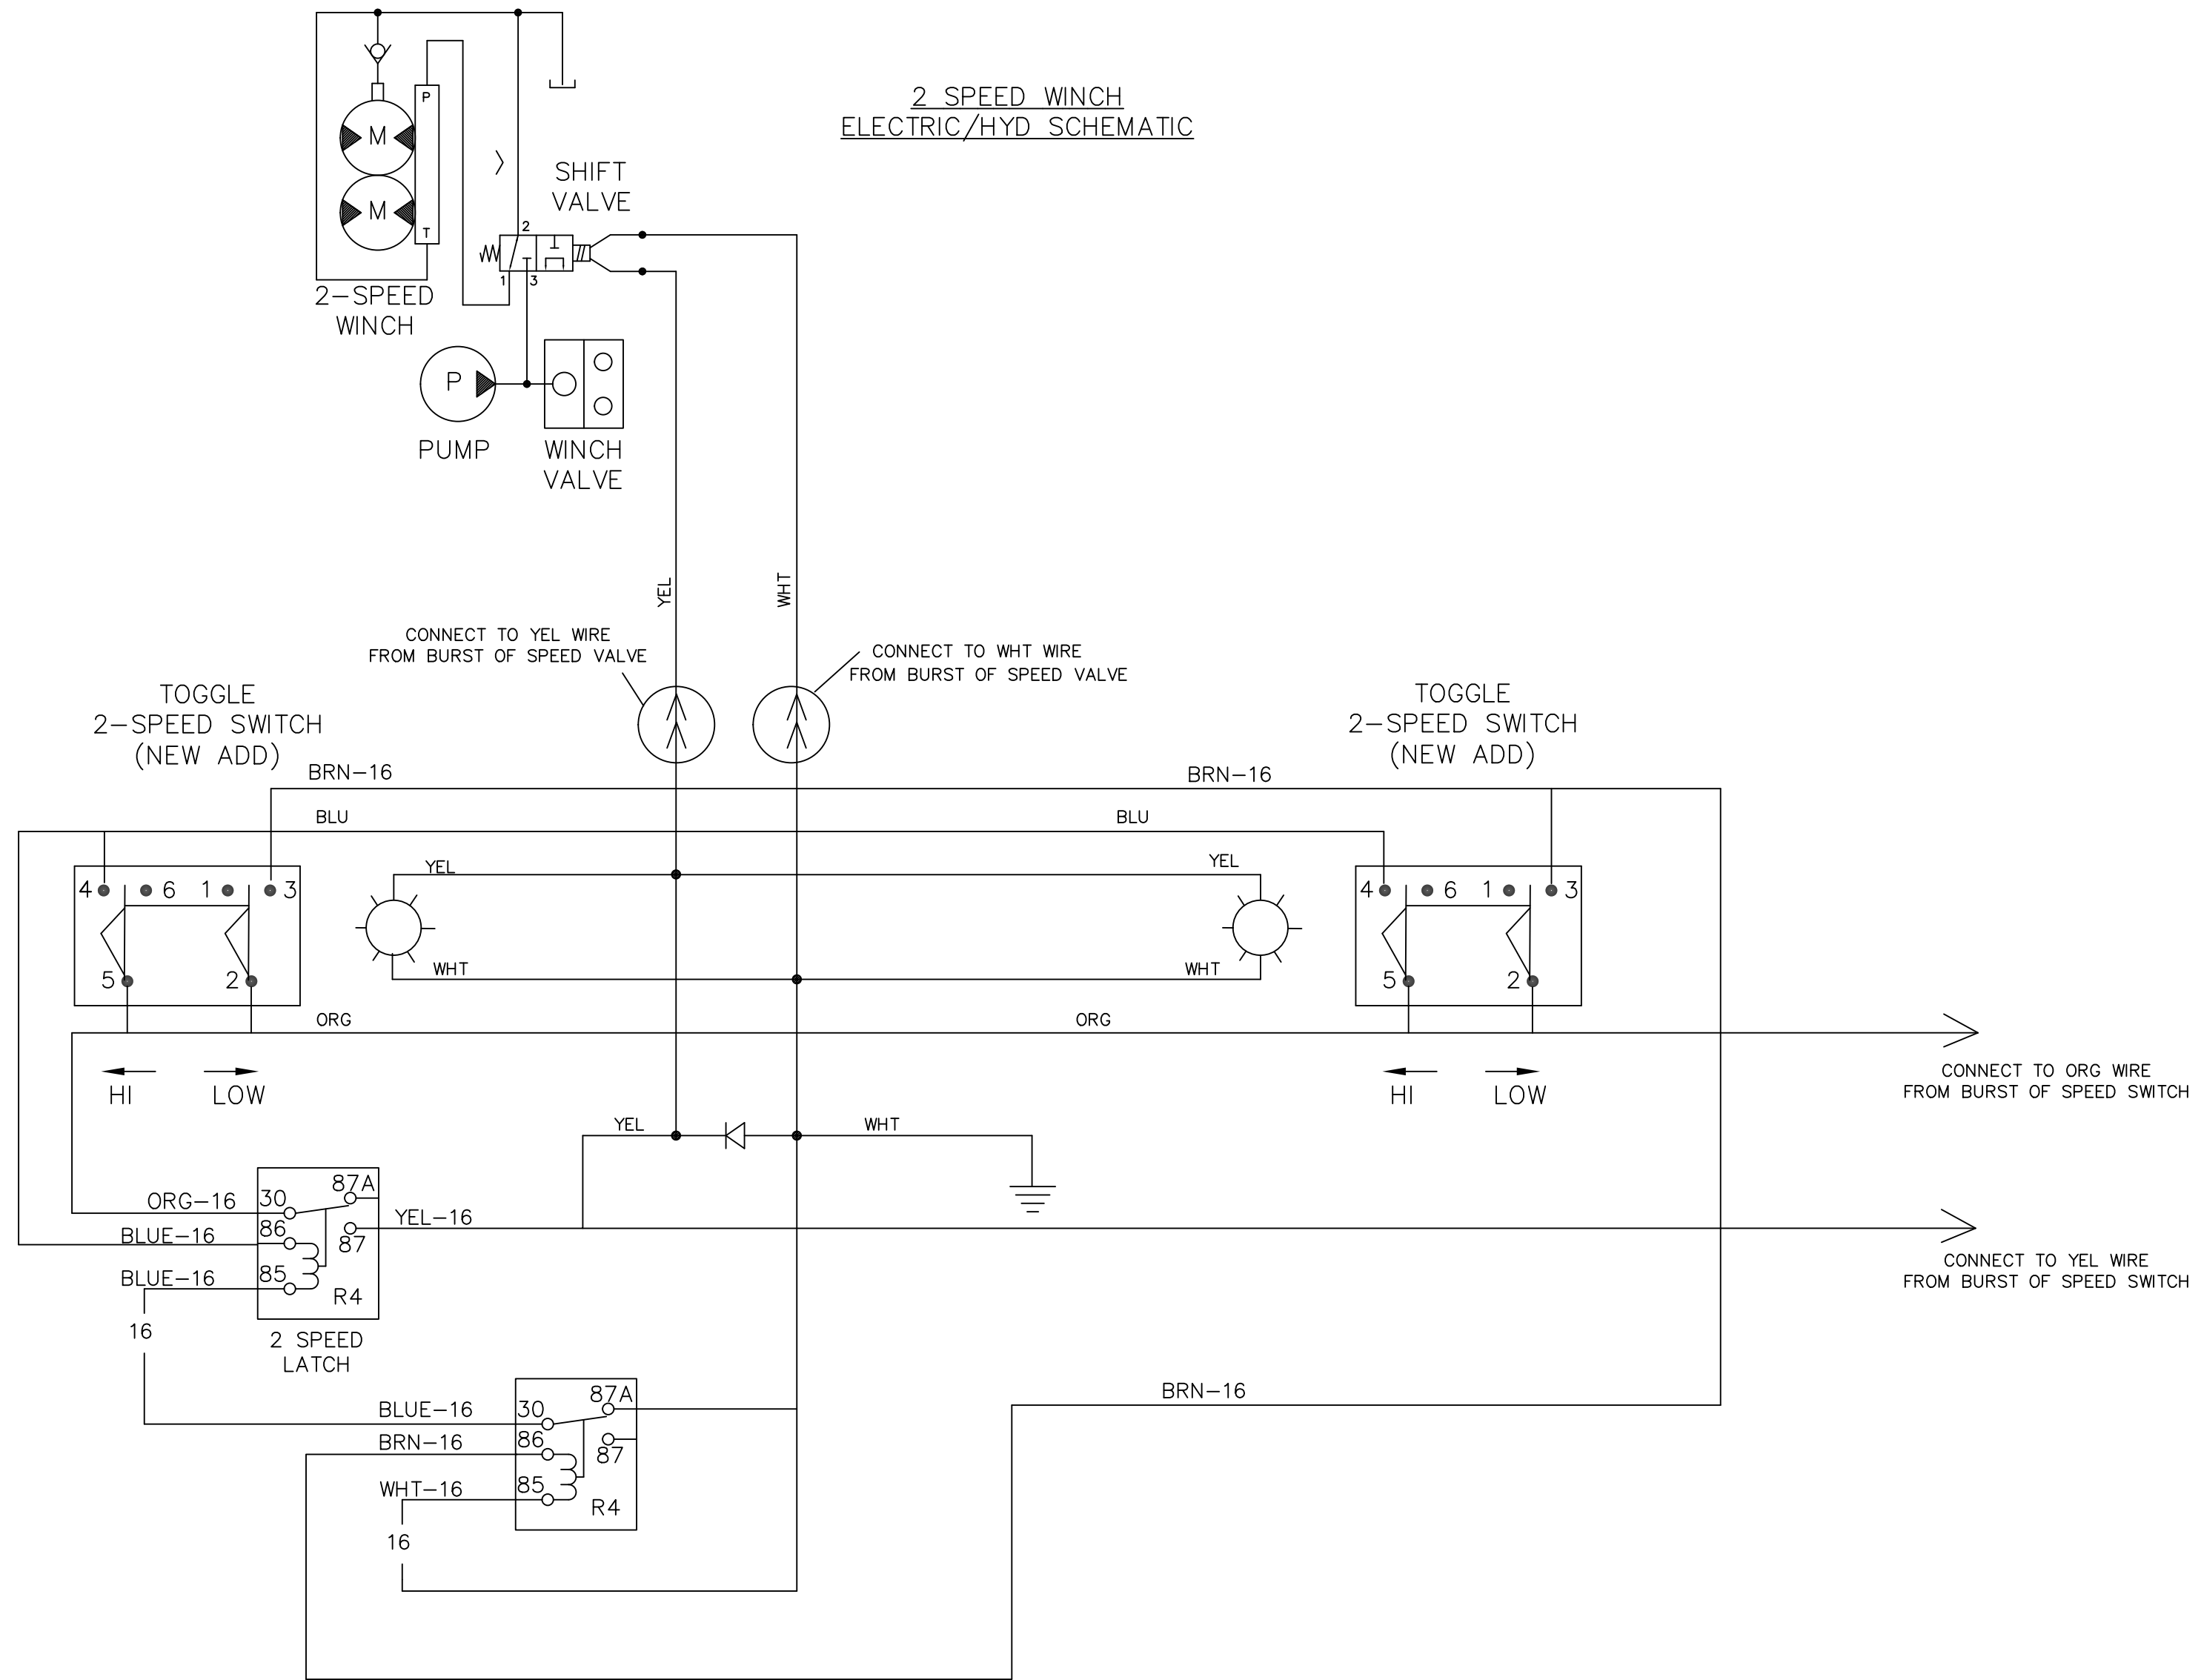 2 SPEED WINCH
ELECTRIC/HYD SCHEMATIC
P
M
M
T
SHIFT
VALVE
2
1
3
2-SPEED
WINCH
P
PUMP
WINCH
VALVE
YEL
WHT
CONNECT TO YEL WIRE
FROM BURST OF SPEED VALVE
CONNECT TO WHT WIRE
FROM BURST OF SPEED VALVE
TOGGLE
2-SPEED SWITCH
(NEW ADD)
TOGGLE
2-SPEED SWITCH
(NEW ADD)
BRN-16
BRN-16
BLU
BLU
YEL
YEL
4 6 1 3
4 6 1 3
5 2
5 2
WHT
WHT
ORG
ORG
HI LOW
HI LOW
CONNECT TO ORG WIRE
FROM BURST OF SPEED SWITCH
YEL
WHT
ORG-16
30
87A
BLUE-16
86
87
YEL-16
BLUE-16
85
R4
16
2 SPEED
LATCH
CONNECT TO YEL WIRE
FROM BURST OF SPEED SWITCH
BLUE-16
30
87A
BRN-16
86
87
WHT-16
85
R4
16
BRN-16